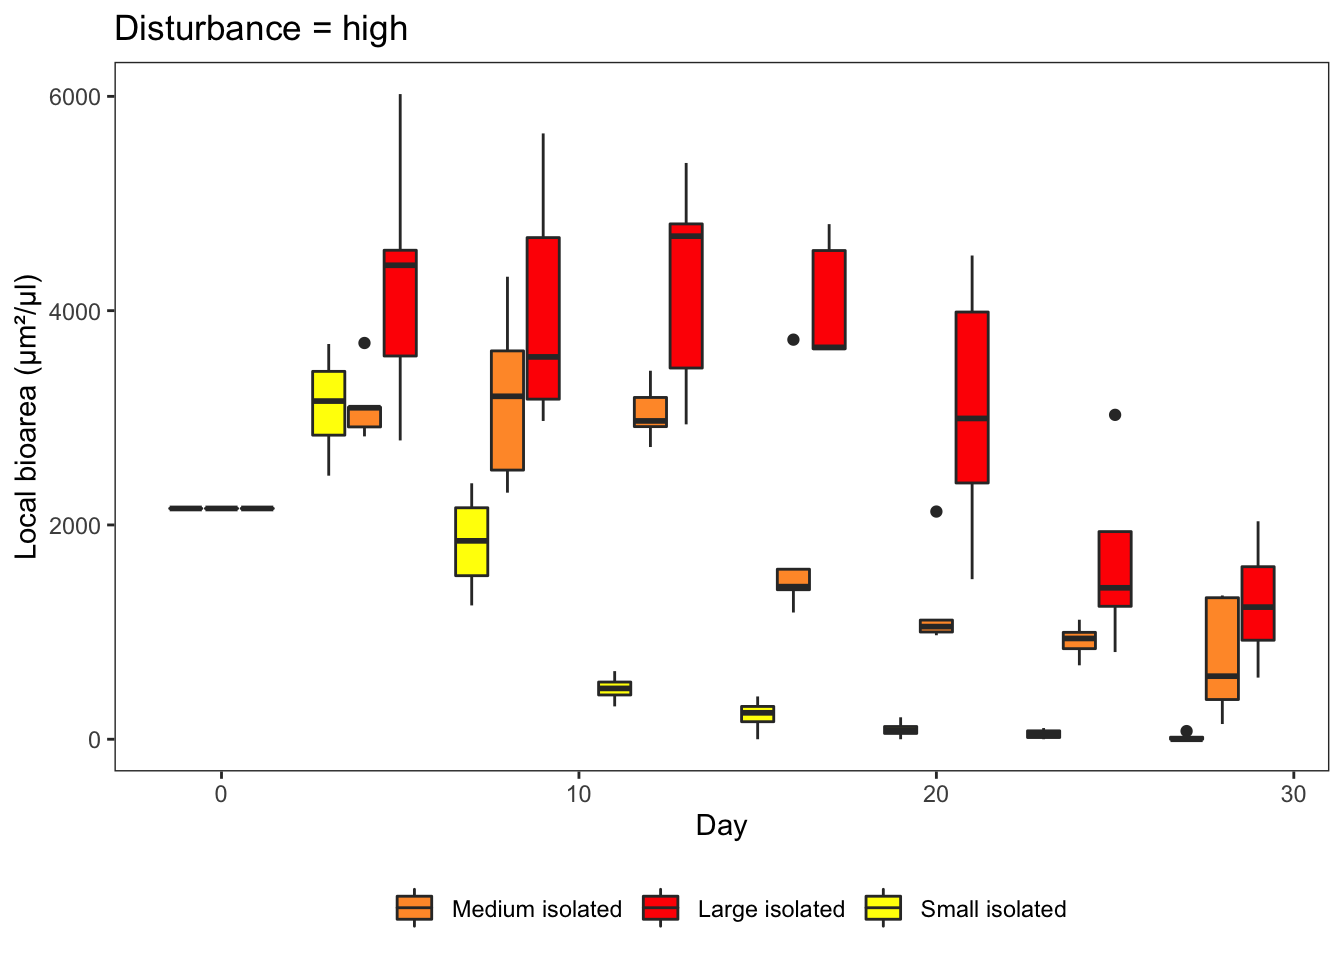 Disturbance = high
6000
4000
2000
0
Local bioarea (μm²/μl)
0 10 20 30
Day
Medium isolated Large isolated Small isolated